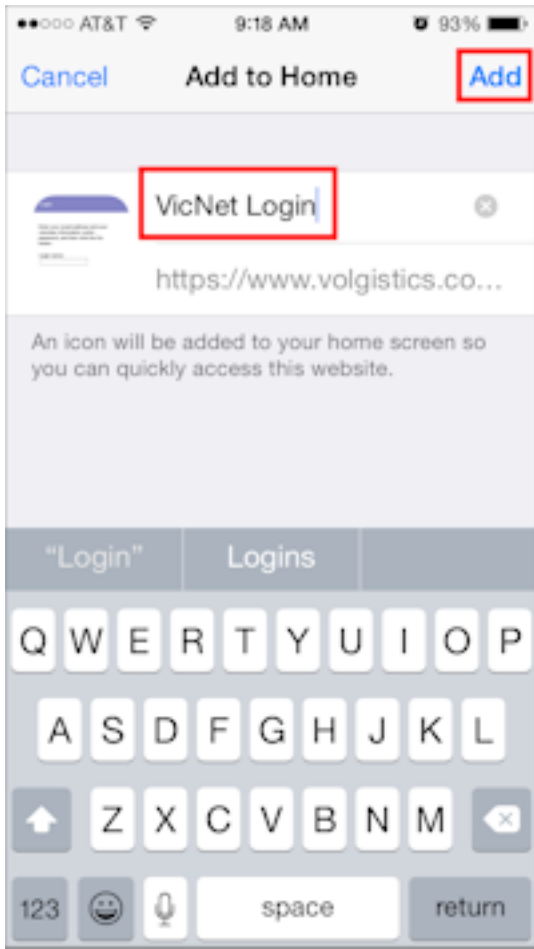 AT&T 9:18 AM 93%
Cancel Add to Home Add
VicNet Login
https://www.volgistics.co...
An icon will be added to your home screen so
you can quickly access this website.
“Login” Logins
Q W E R T Y U I O P
A S D F G H J K L
Z X C V B N M
123 space return